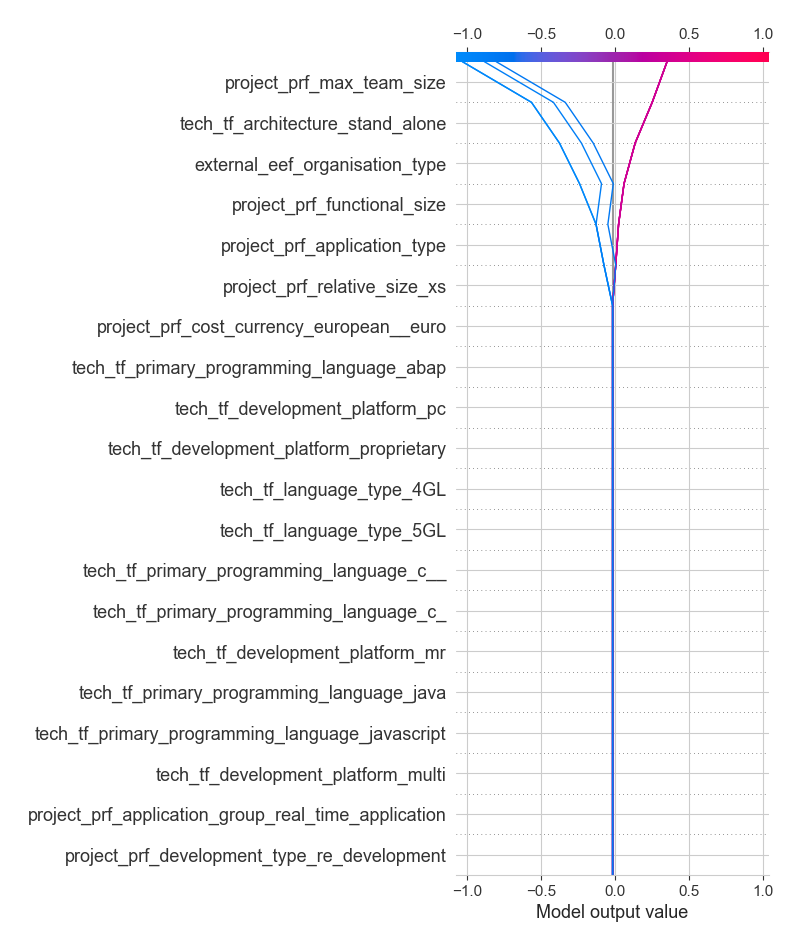 −1.0 −0.5 0.0 0.5 1.0
project_prf_max_team_size
tech_tf_architecture_stand_alone
external_eef_organisation_type
project_prf_functional_size
project_prf_application_type
project_prf_relative_size_xs
project_prf_cost_currency_european__euro
tech_tf_primary_programming_language_abap
tech_tf_development_platform_pc
tech_tf_development_platform_proprietary
tech_tf_language_type_4GL
tech_tf_language_type_5GL
tech_tf_primary_programming_language_c__
tech_tf_primary_programming_language_c_
tech_tf_development_platform_mr
tech_tf_primary_programming_language_java
tech_tf_primary_programming_language_javascript
tech_tf_development_platform_multi
project_prf_application_group_real_time_application
project_prf_development_type_re_development
−1.0 −0.5 0.0 0.5 1.0
Model output value